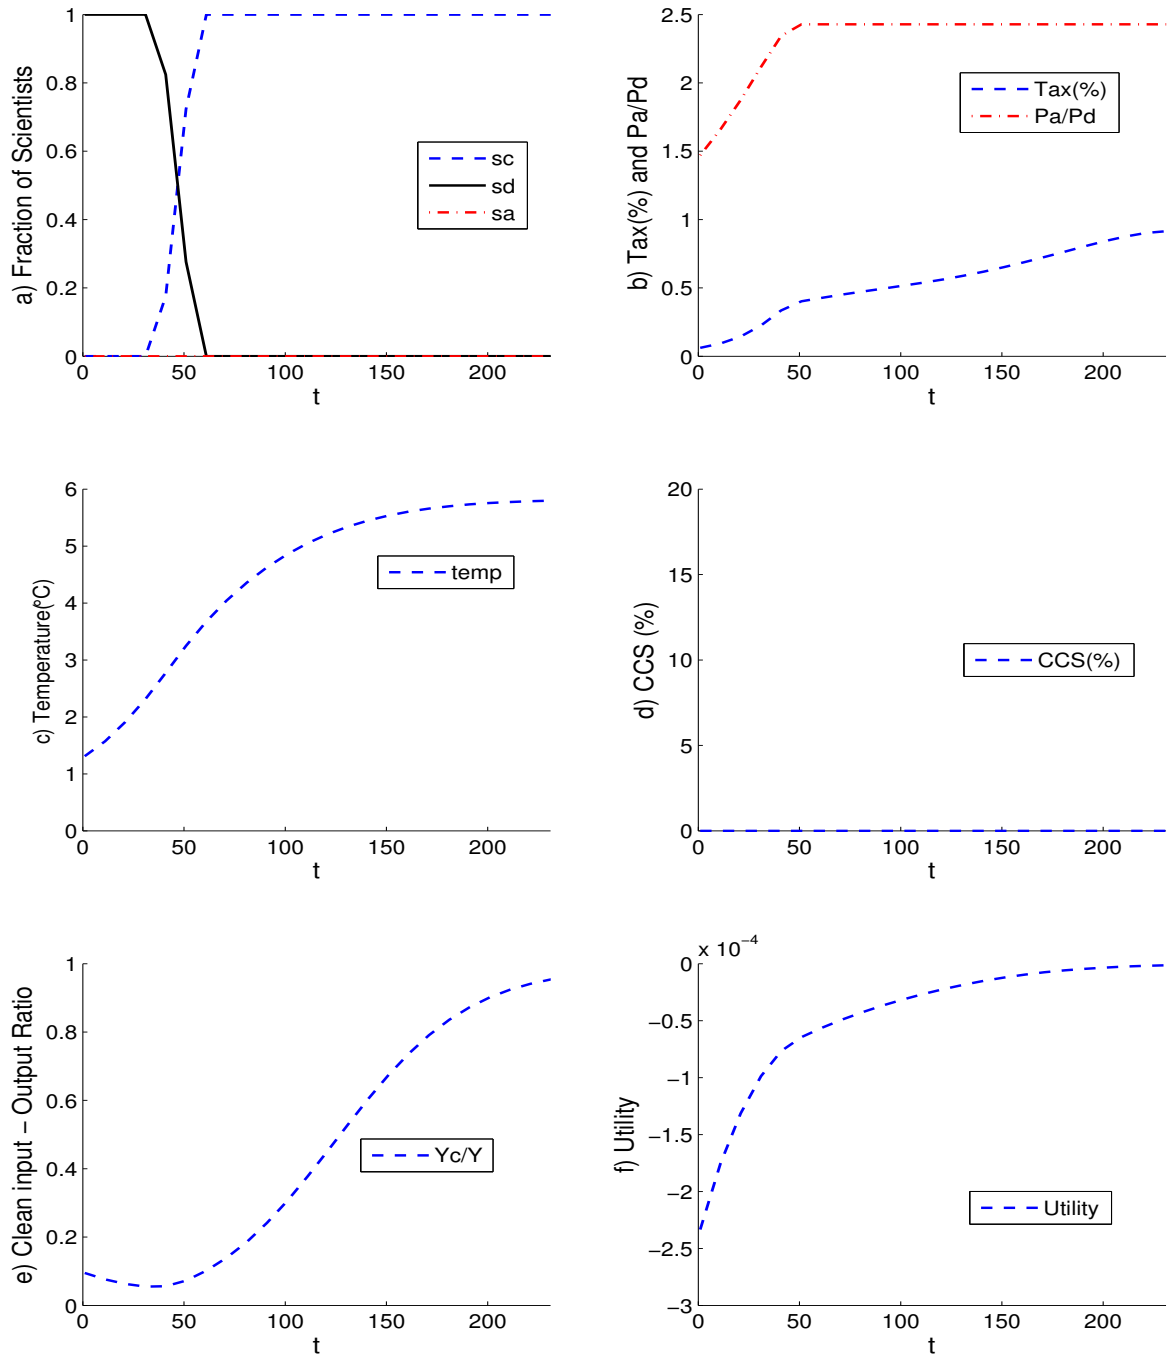 a) Fraction of Scientists
1
0.8
0.6
0.4
0.2
0
0 50 100 150 200
t
sc
sd
sa
b) Tax(%) and Pa/Pd
2.5
2
1.5
1
0.5
0
0 50 100 150 200
t
Tax(%)
Pa/Pd
c) Temperature(ºC)
6
5
4
3
2
1
0
0 50 100 150 200
t
temp
d) CCS (%)
20
15
10
5
0
0 50 100 150 200
t
CCS(%)
e) Clean input − Output Ratio
1
0.8
0.6
0.4
0.2
0
0 50 100 150 200
t
Yc/Y
f) Utility
x 10⁻⁴
0
−0.5
−1
−1.5
−2
−2.5
−3
0 50 100 150 200
t
Utility